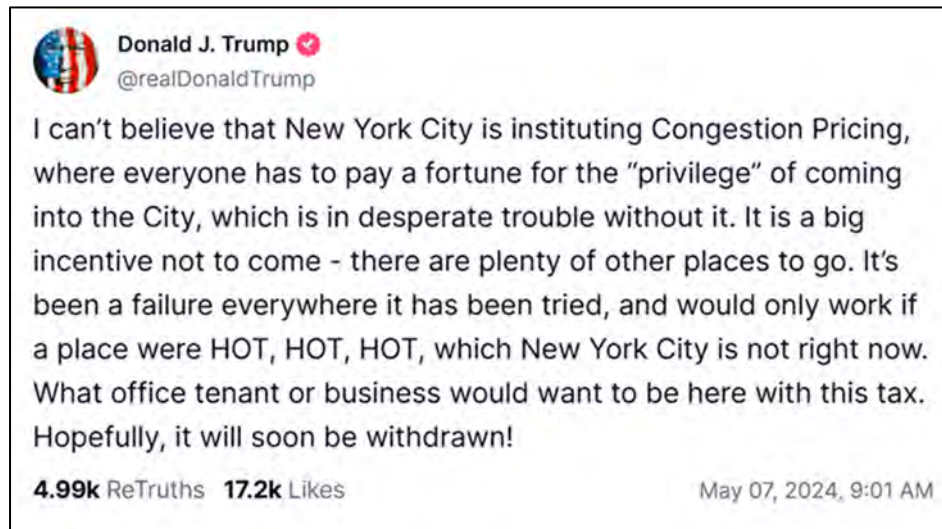 Donald J. Trump
@realDonaldTrump
I can’t believe that New York City is instituting Congestion Pricing,
where everyone has to pay a fortune for the “privilege” of coming
into the City, which is in desperate trouble without it. It is a big
incentive not to come - there are plenty of other places to go. It’s
been a failure everywhere it has been tried, and would only work if
a place were HOT, HOT, HOT, which New York City is not right now.
What office tenant or business would want to be here with this tax.
Hopefully, it will soon be withdrawn!
4.99k ReTruths 17.2k Likes May 07, 2024, 9:01 AM